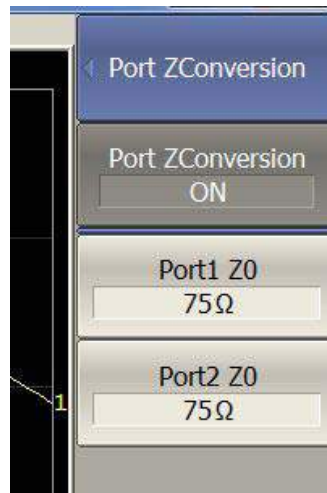 Port ZConversion
Port ZConversion
ON
Port1 Z0
75Ω
1
Port2 Z0
75Ω